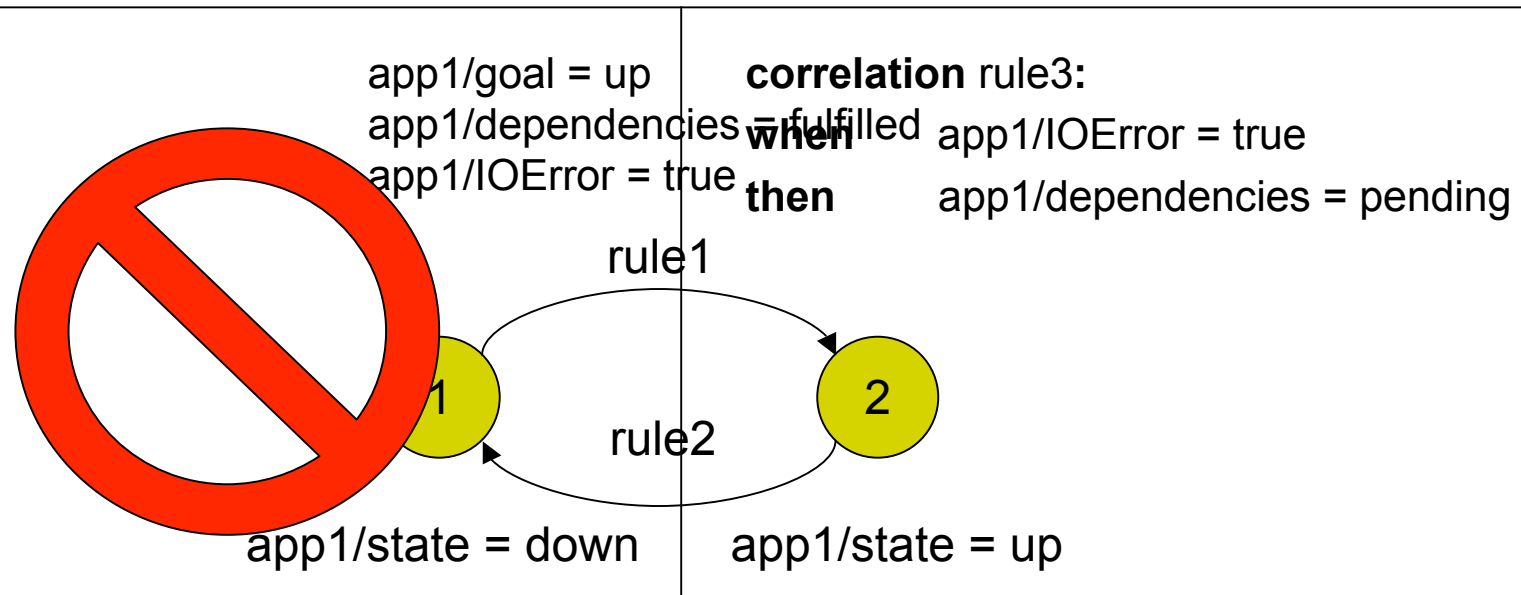 app1/goal = up
app1/dependencies = fulfilled
app1/IOError = true
correlation rule3:
when app1/IOError = true
then app1/dependencies = pending
rule1
1
2
rule2
app1/state = down
app1/state = up